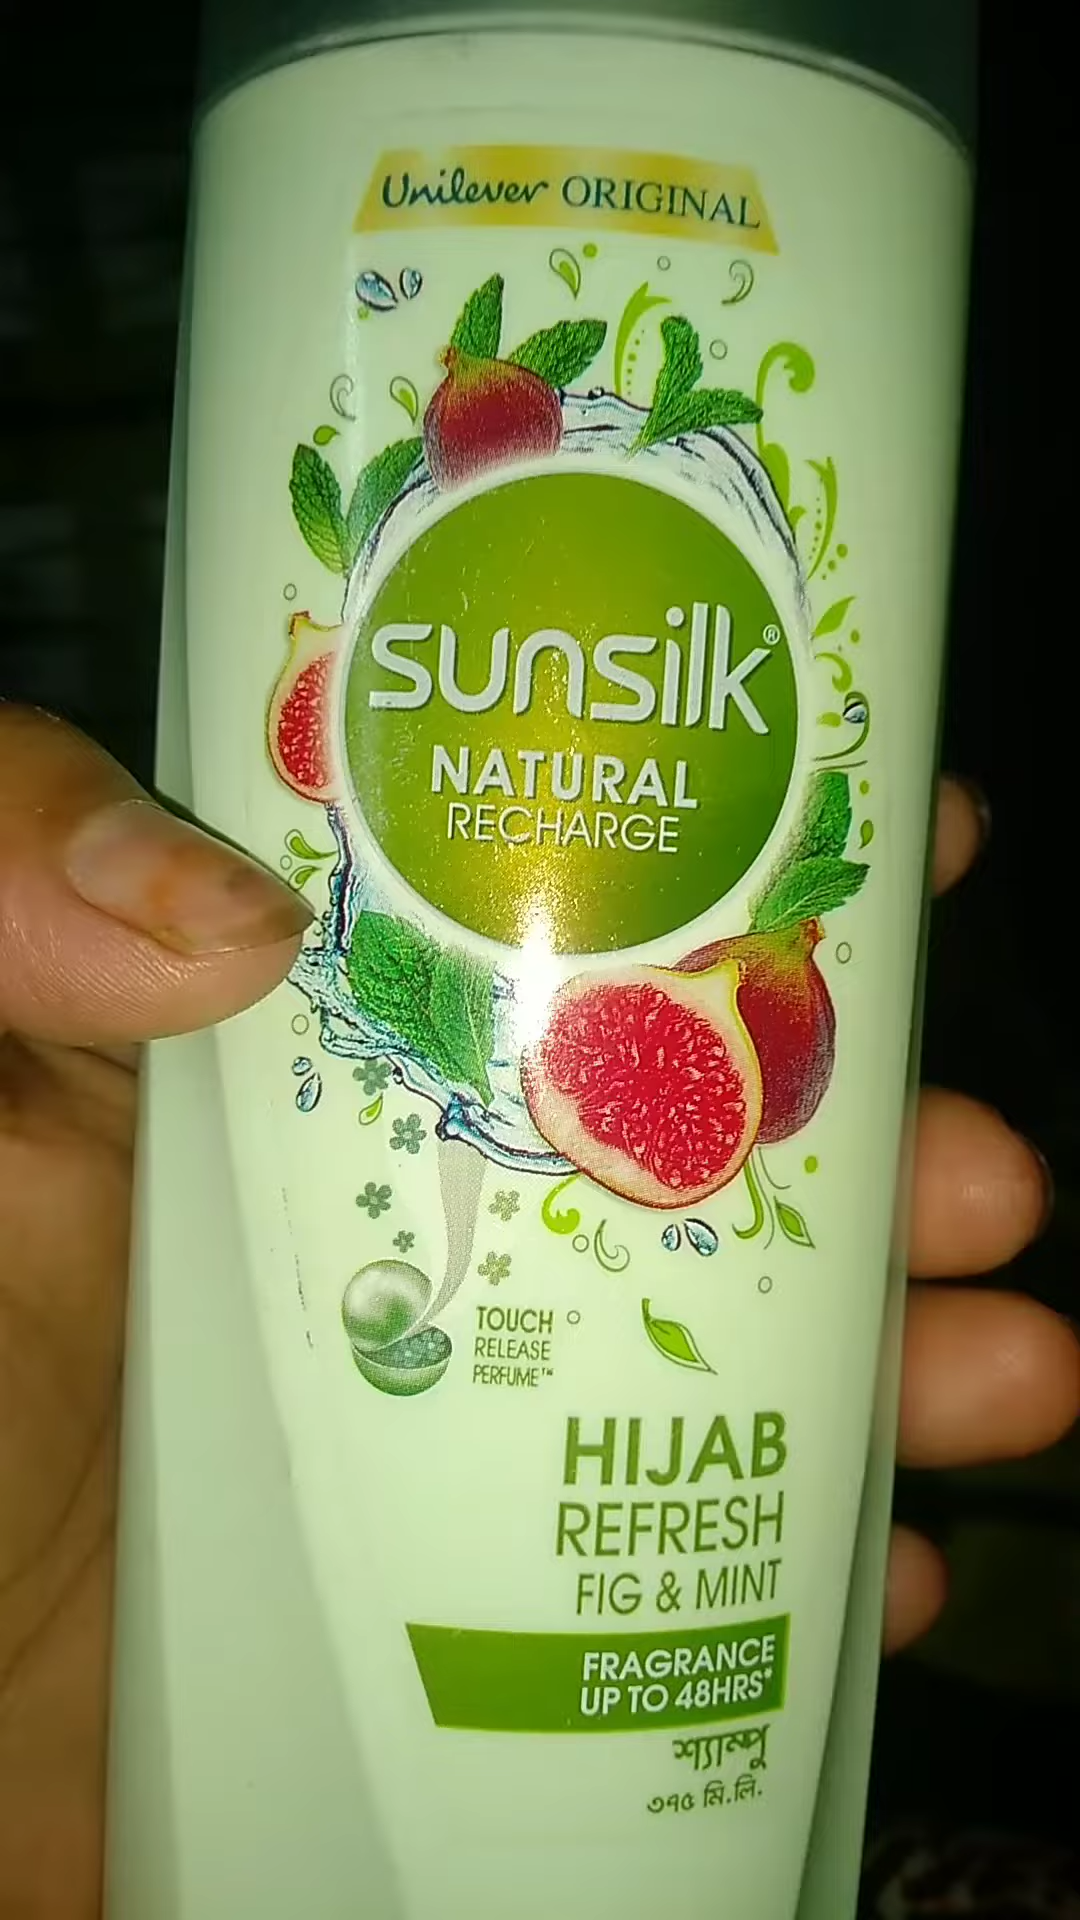 Unilever ORIGINAL
sunsilk®
NATURAL
RECHARGE
TOUCH
RELEASE
PERFUME™
HIJAB
REFRESH
FIG & MINT
FRAGRANCE
UP TO 48HRS*
শ্যাম্পু
৩৭৫ মি.লি.